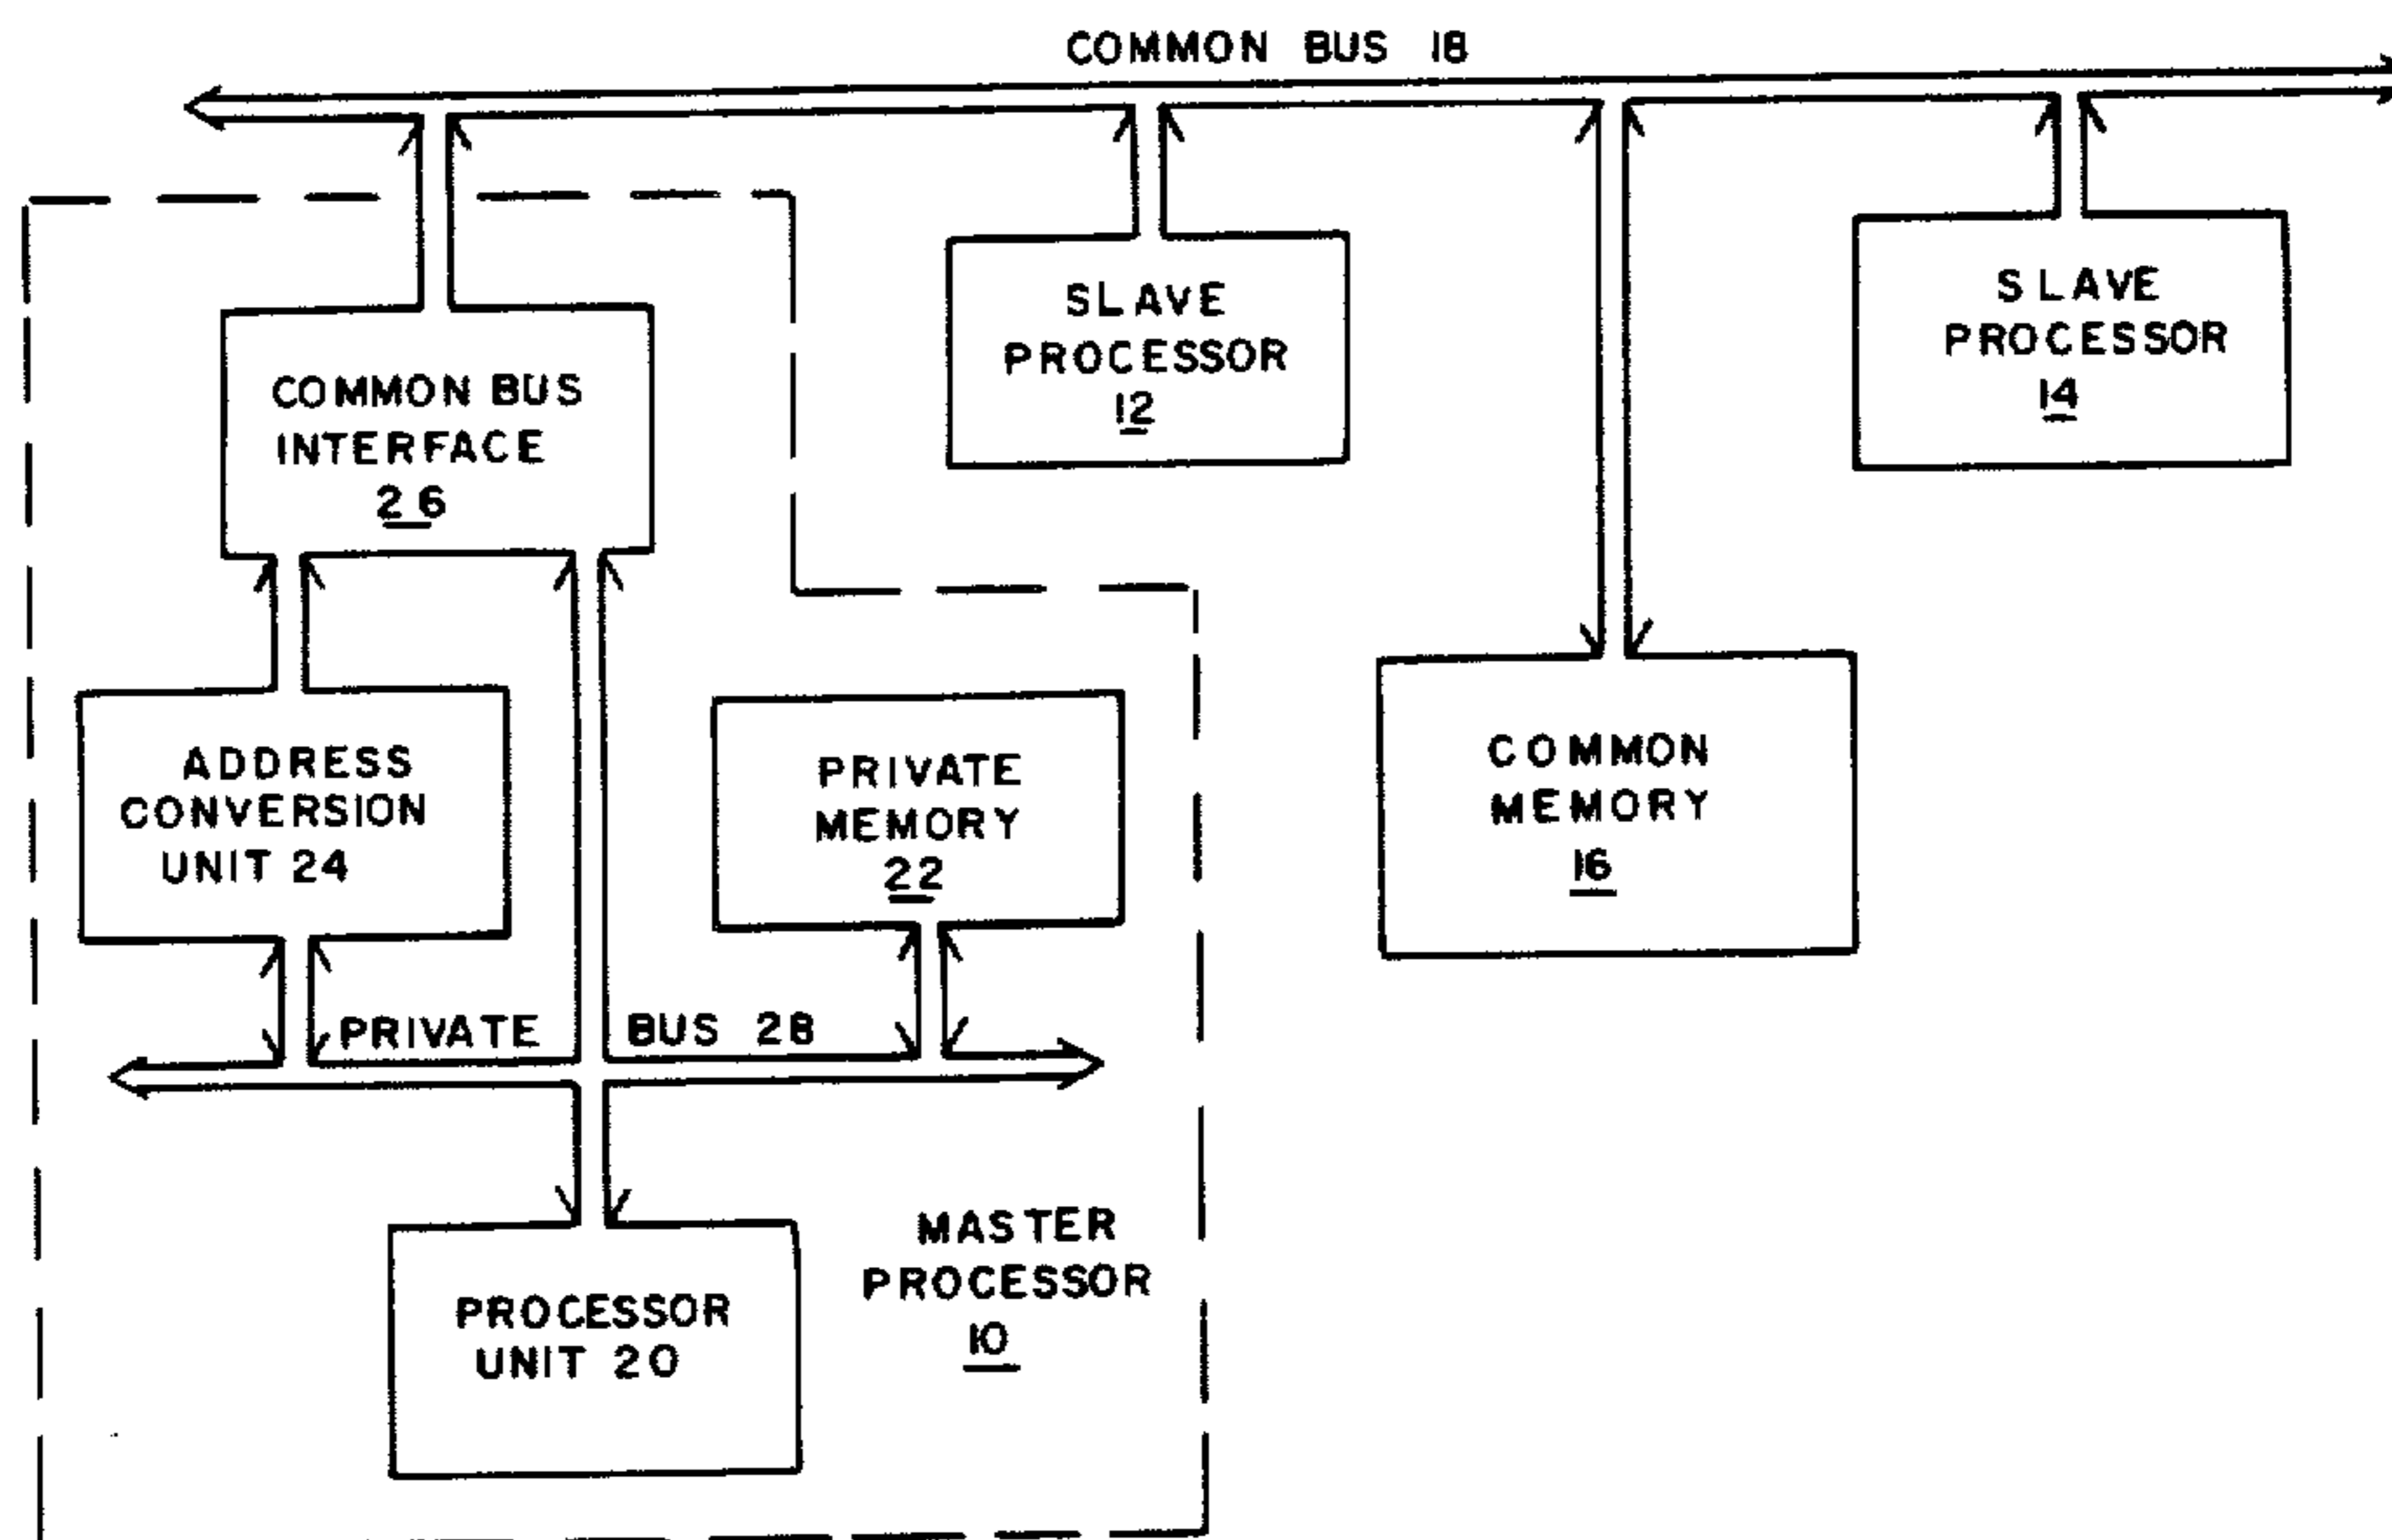 COMMON BUS 18
SLAVE
PROCESSOR
12
SLAVE
PROCESSOR
14
COMMON BUS
INTERFACE
26
ADDRESS
CONVERSION
UNIT 24
PRIVATE
MEMORY
22
COMMON
MEMORY
16
PRIVATE BUS 28
PROCESSOR
UNIT 20
MASTER
PROCESSOR
10